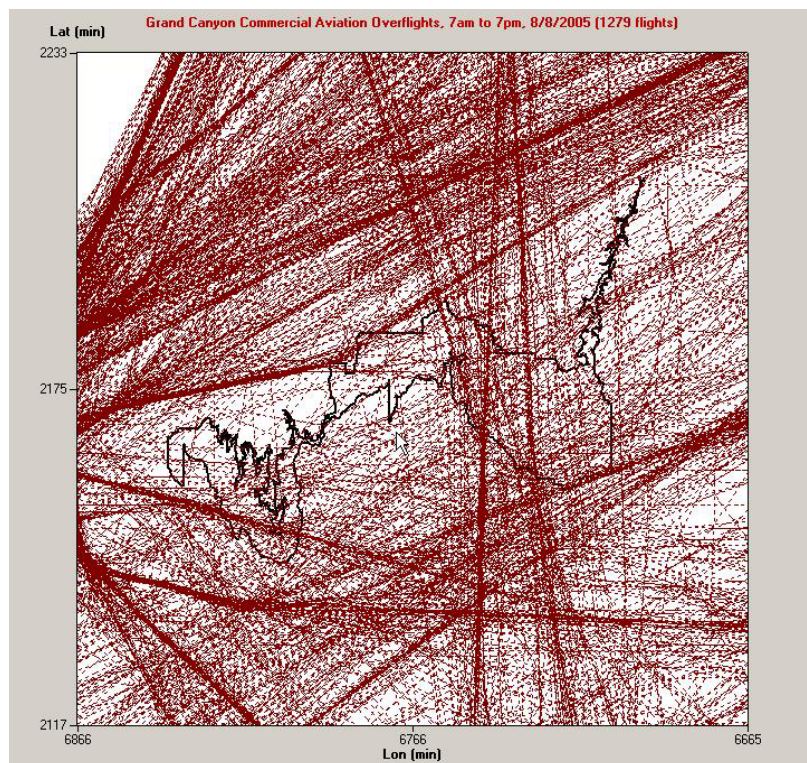 Grand Canyon Commercial Aviation Overflights, 7am to 7pm, 8/8/2005 (1279 flights)
Lat (min)
2233
2175
2117
6866
6766
6665
Lon (min)